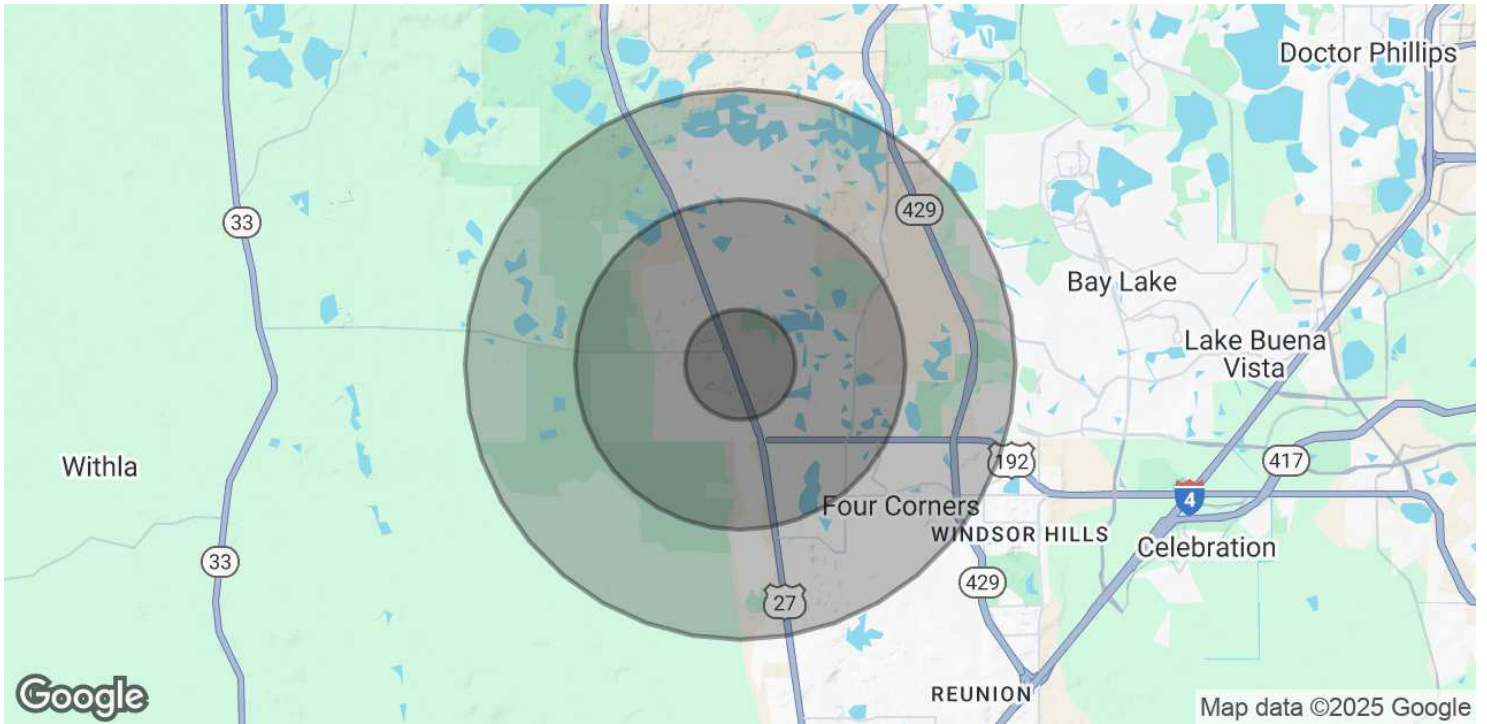 Doctor Phillips
33
429
Bay Lake
Lake Buena
Vista
Withla
192
417
4
Four Corners
WINDSOR HILLS
Celebration
33
429
27
REUNION
Google
Map data ©2025 Google